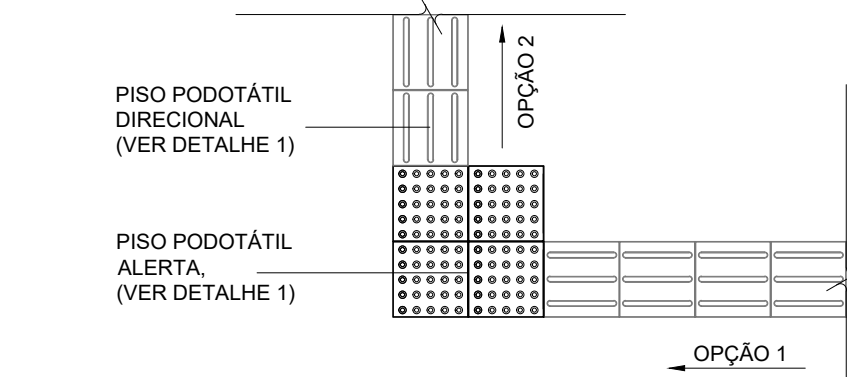 OPÇÃO 2
PISO PODOTÁTIL
DIRECIONAL
(VER DETALHE 1)
PISO PODOTÁTIL
ALERTA,
(VER DETALHE 1)
OPÇÃO 1